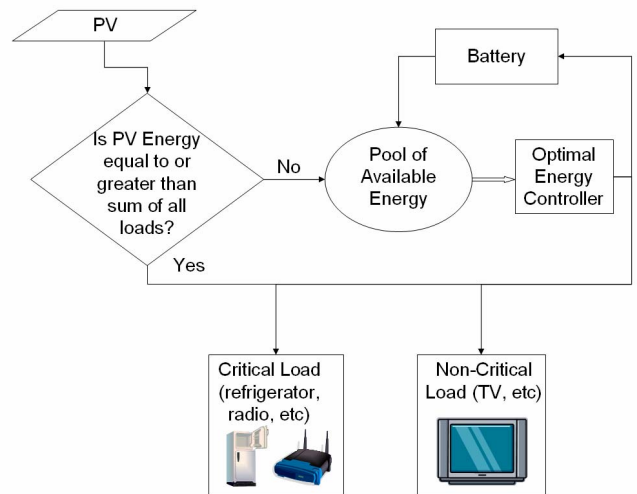 PV
Battery
Is PV Energy
equal to or
greater than
sum of all
loads?
No
Pool of
Available
Energy
Optimal
Energy
Controller
Yes
Critical Load
(refrigerator,
radio, etc)
Non-Critical
Load (TV, etc)